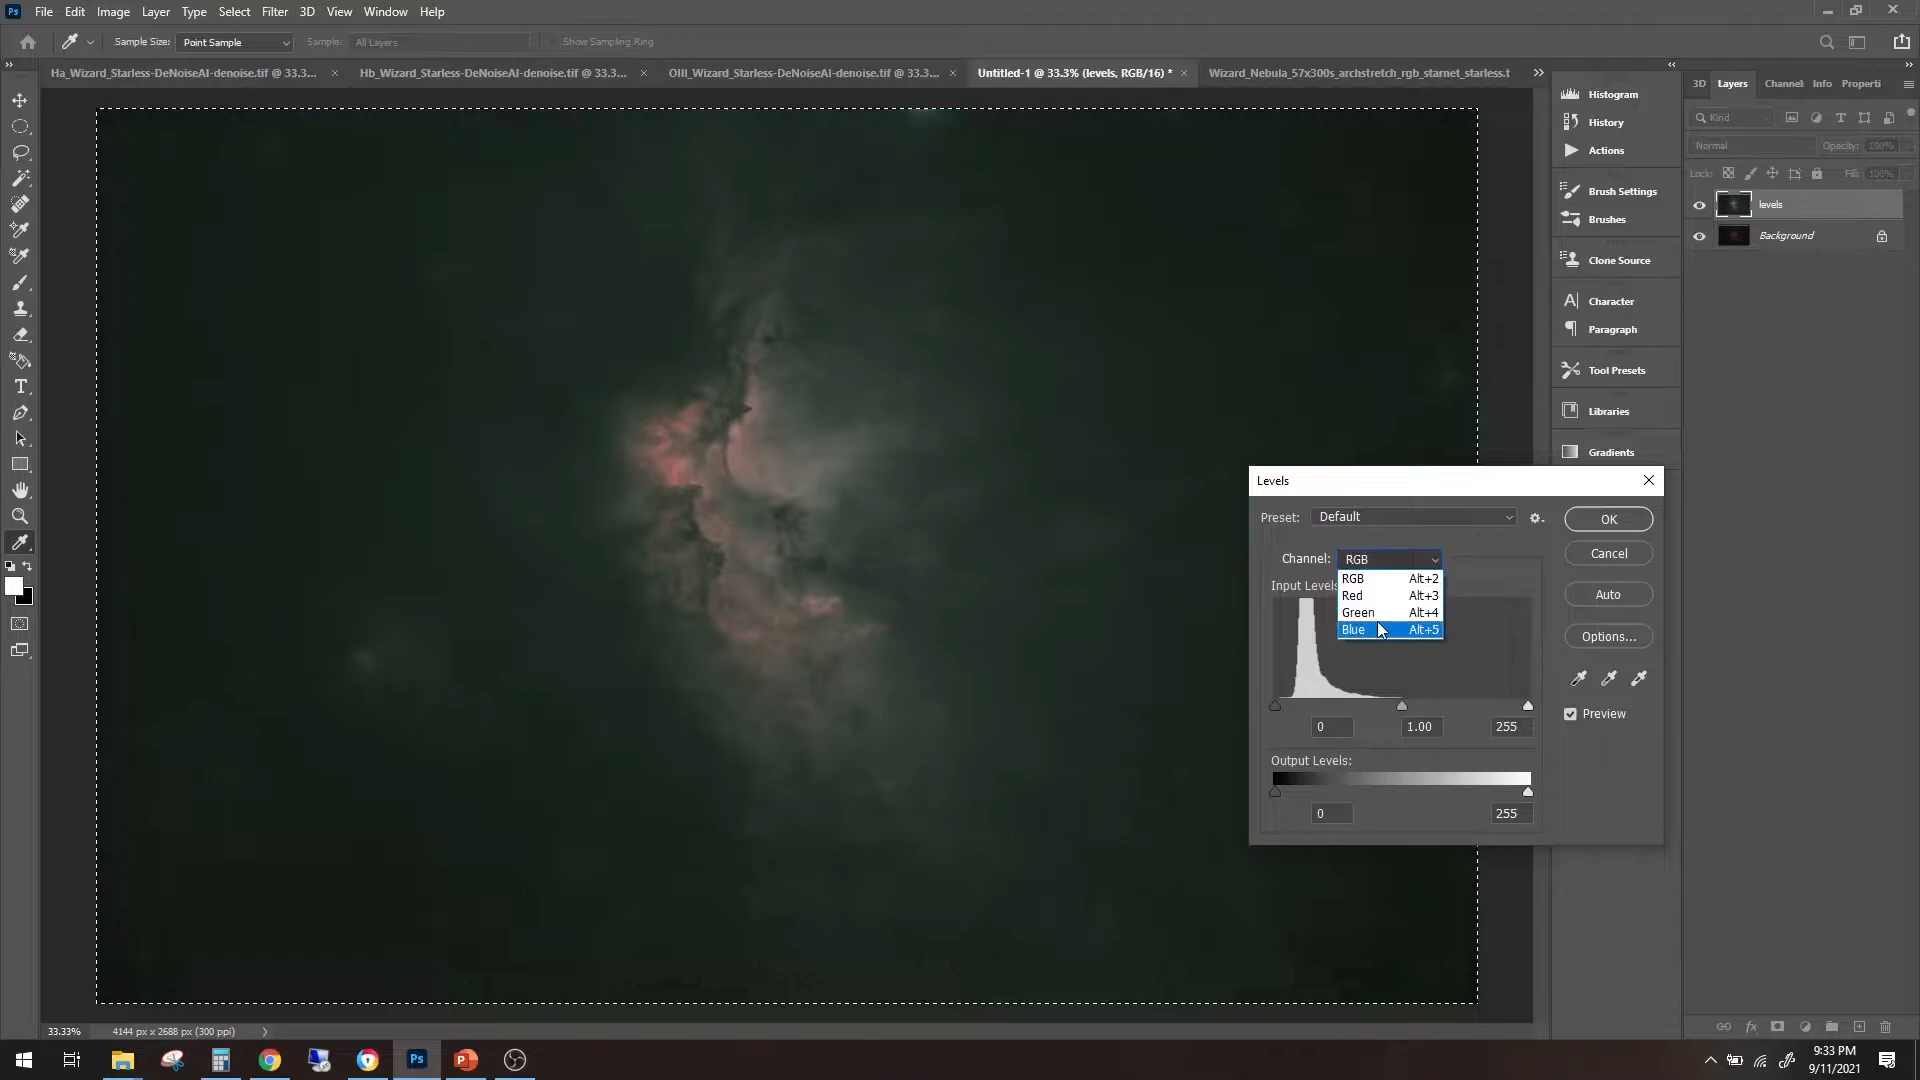 Ps File Edit Image Layer Type Select Filter 3D View Window Help
Sample Size: Point Sample Sample: All Layers Show Sampling Ring
Ha_Wizard_Starless-DeNoiseAI-denoise.tif @ 33.3... × Hb_Wizard_Starless-DeNoiseAI-denoise.tif @ 33.3... × OIII_Wizard_Starless-DeNoiseAI-denoise.tif @ 33.3... × Untitled-1 @ 33.3% (levels, RGB/16) * × Wizard_Nebula_57x300s_archstretch_rgb_starnet_starless.t
Histogram
History
Actions
Brush Settings
Brushes
Clone Source
Character
Paragraph
Tool Presets
Libraries
Gradients
3D Layers Channel Info Properti
Kind
Normal Opacity: 100%
Lock: Fill: 100%
levels
Background
Levels
Preset: Default
OK
Channel: RGB
Cancel
RGB Alt+2
Input Levels
Red Alt+3
Auto
Green Alt+4
Blue Alt+5
Options...
Preview
0 1.00 255
Output Levels:
0 255
33.33% 4144 px x 2688 px (300 ppi)
9:33 PM
9/11/2021